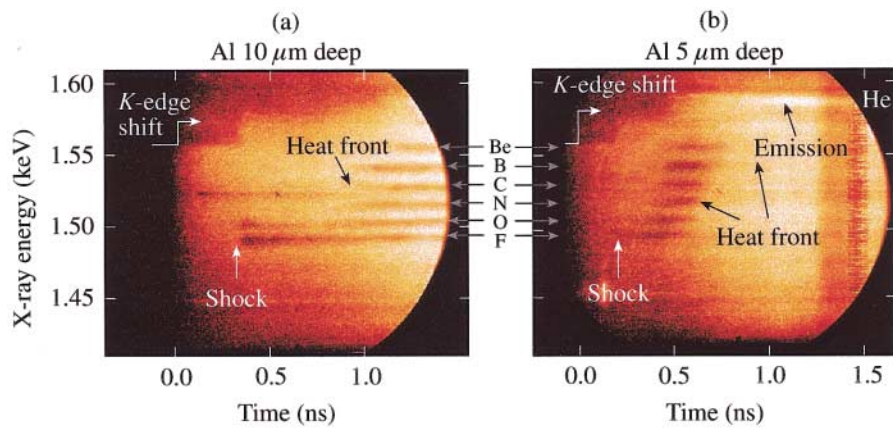 (a)
Al 10 μm deep
(b)
Al 5 μm deep
X-ray energy (keV)
1.60
1.55
1.50
1.45
K-edge
shift
Heat front
Shock
0.0
0.5
1.0
Time (ns)
Be
B
C
N
O
F
K-edge shift
He
Emission
Heat front
Shock
0.0
0.5
1.0
1.5
Time (ns)